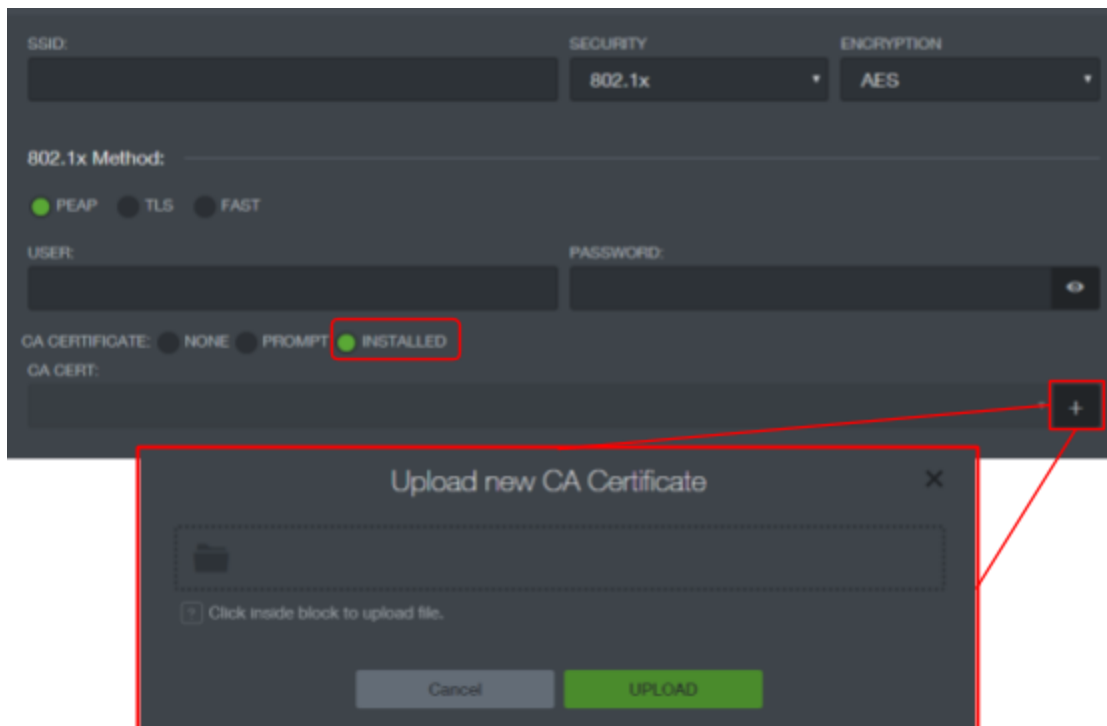 SSID: SECURITY ENCRYPTION
802.1x AES
802.1x Method:
PEAP TLS FAST
USER: PASSWORD:
CA CERTIFICATE: NONE PROMPT INSTALLED
CA CERT:
+
Upload new CA Certificate
? Click inside block to upload file.
Cancel UPLOAD